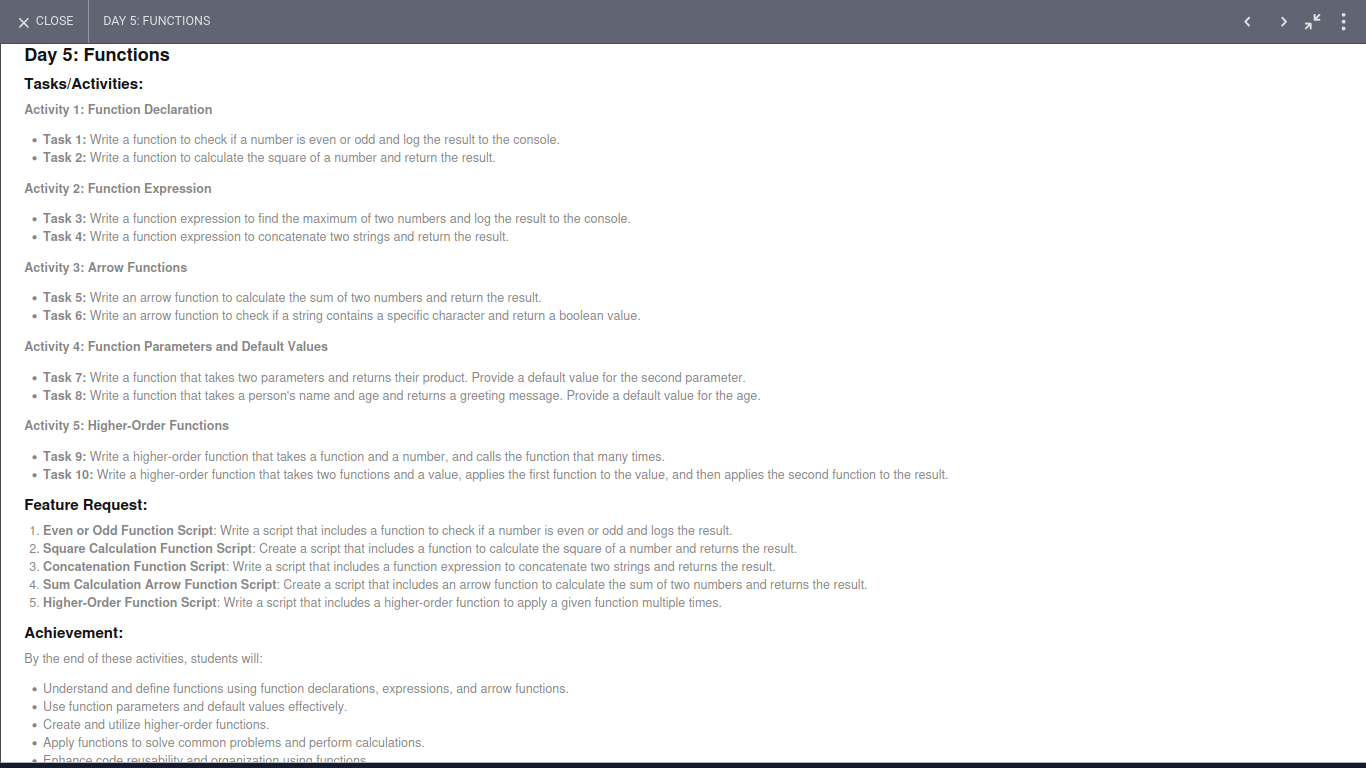 CLOSE
DAY 5: FUNCTIONS
Day 5: Functions
Tasks/Activities:
Activity 1: Function Declaration
• Task 1: Write a function to check if a number is even or odd and log the result to the console.
• Task 2: Write a function to calculate the square of a number and return the result.
Activity 2: Function Expression
• Task 3: Write a function expression to find the maximum of two numbers and log the result to the console.
• Task 4: Write a function expression to concatenate two strings and return the result.
Activity 3: Arrow Functions
• Task 5: Write an arrow function to calculate the sum of two numbers and return the result.
• Task 6: Write an arrow function to check if a string contains a specific character and return a boolean value.
Activity 4: Function Parameters and Default Values
• Task 7: Write a function that takes two parameters and returns their product. Provide a default value for the second parameter.
• Task 8: Write a function that takes a person's name and age and returns a greeting message. Provide a default value for the age.
Activity 5: Higher-Order Functions
• Task 9: Write a higher-order function that takes a function and a number, and calls the function that many times.
• Task 10: Write a higher-order function that takes two functions and a value, applies the first function to the value, and then applies the second function to the result.
Feature Request:
1. Even or Odd Function Script: Write a script that includes a function to check if a number is even or odd and logs the result.
2. Square Calculation Function Script: Create a script that includes a function to calculate the square of a number and returns the result.
3. Concatenation Function Script: Write a script that includes a function expression to concatenate two strings and returns the result.
4. Sum Calculation Arrow Function Script: Create a script that includes an arrow function to calculate the sum of two numbers and returns the result.
5. Higher-Order Function Script: Write a script that includes a higher-order function to apply a given function multiple times.
Achievement:
By the end of these activities, students will:
• Understand and define functions using function declarations, expressions, and arrow functions.
• Use function parameters and default values effectively.
• Create and utilize higher-order functions.
• Apply functions to solve common problems and perform calculations.
• Enhance code reusability and organization using functions.